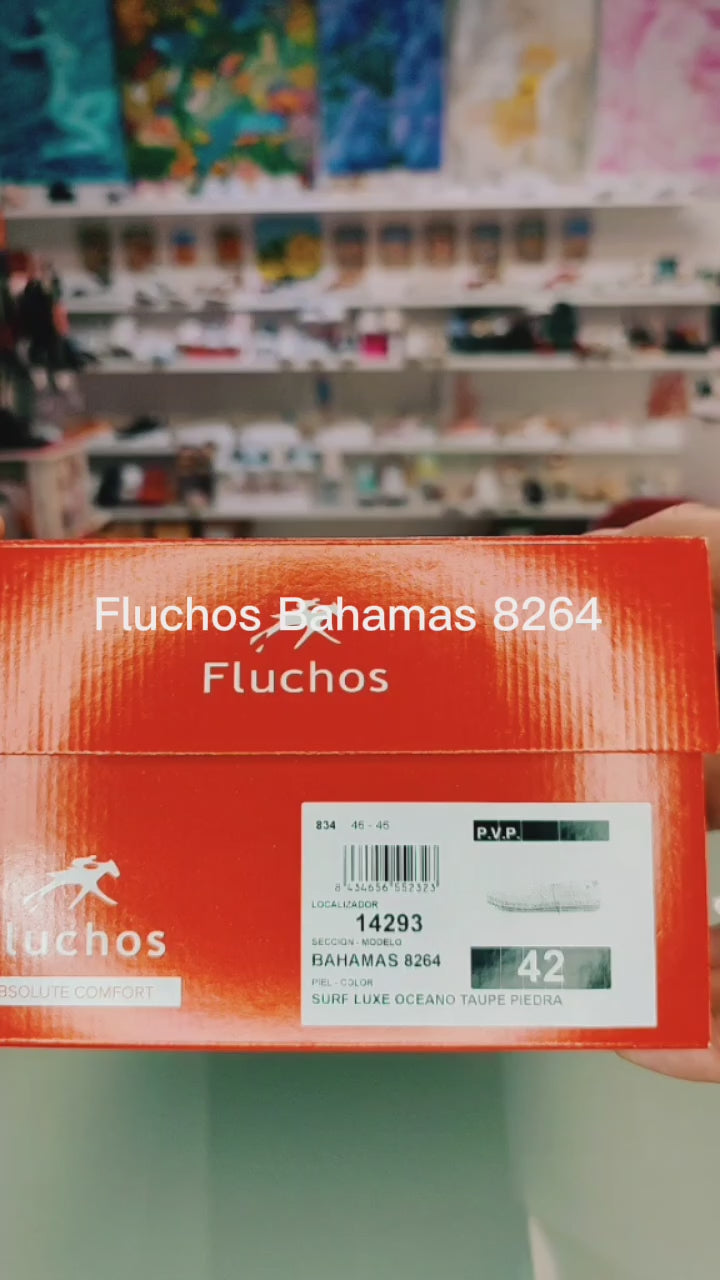 Fluchos Bahamas 8264
Fluchos
834 46 - 46
P.V.P.
8 434656 552323
LOCALIZADOR
14293
SECCION - MODELO
BAHAMAS 8264
42
PIEL - COLOR
SURF LUXE OCEANO TAUPE PIEDRA
luchos
BSOLUTE COMFORT